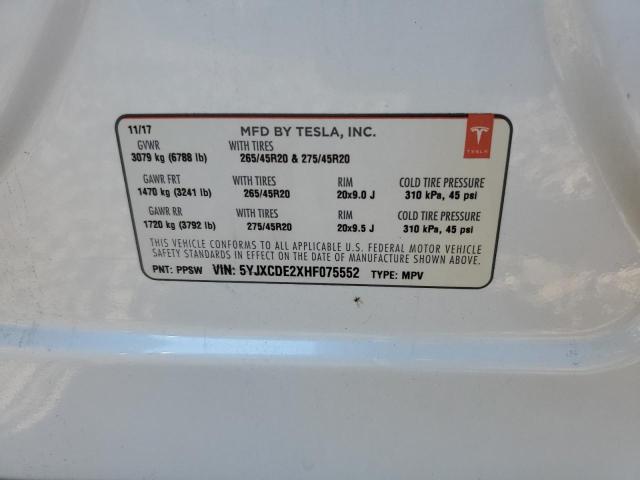 11/17 MFD BY TESLA, INC.
GVWR WITH TIRES
3079 kg (6788 lb) 265/45R20 & 275/45R20
TESLA
GAWR FRT WITH TIRES RIM COLD TIRE PRESSURE
1470 kg (3241 lb) 265/45R20 20x9.0 J 310 kPa, 45 psi
GAWR RR WITH TIRES RIM COLD TIRE PRESSURE
1720 kg (3792 lb) 275/45R20 20x9.5 J 310 kPa, 45 psi
THIS VEHICLE CONFORMS TO ALL APPLICABLE U.S. FEDERAL MOTOR VEHICLE
SAFETY STANDARDS IN EFFECT ON THE DATE OF MANUFACTURE SHOWN ABOVE.
PNT: PPSW VIN: 5YJXCDE2XHF075552 TYPE: MPV